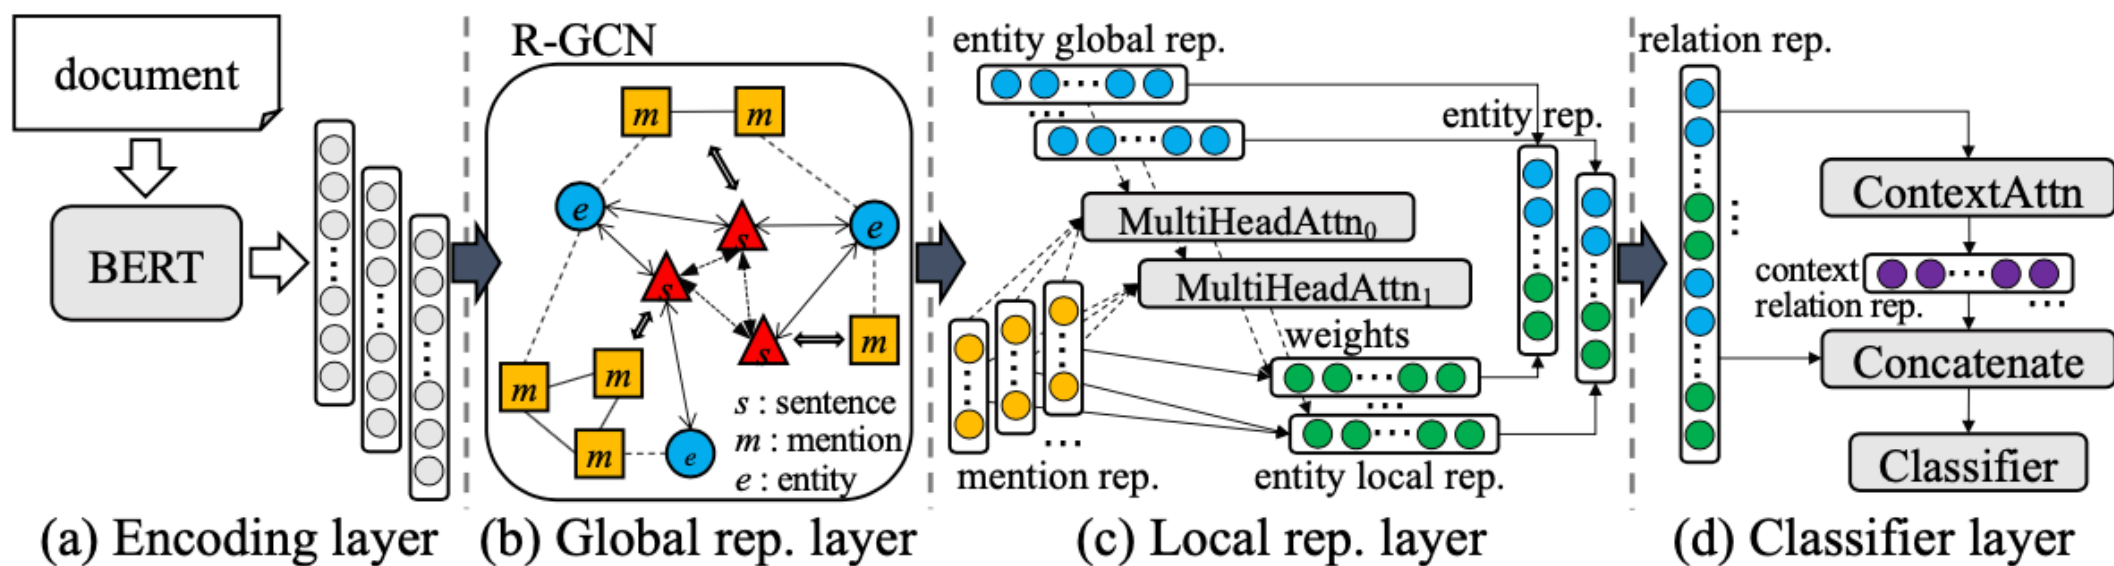 document
BERT
(a) Encoding layer
R-GCN
m
m
e
s
e
s
s
m
m
m
m
e
s : sentence
m : mention
e : entity
(b) Global rep. layer
entity global rep.
entity rep.
MultiHeadAttn0
MultiHeadAttn1
weights
mention rep.
entity local rep.
(c) Local rep. layer
relation rep.
ContextAttn
context
relation rep.
Concatenate
Classifier
(d) Classifier layer